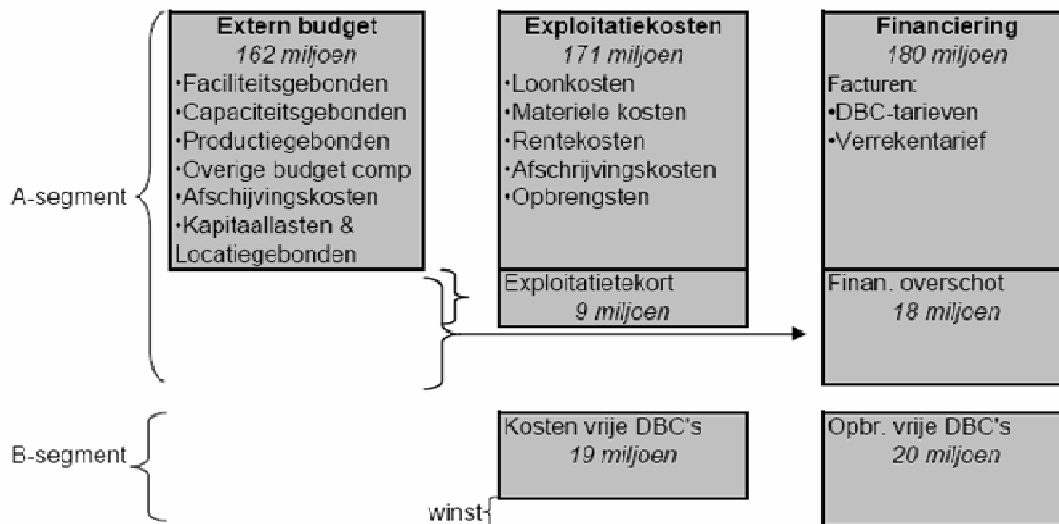 Extern budget
162 miljoen
•Faciliteitsgebonden
•Capaciteitsgebonden
•Productiegebonden
•Overige budget comp
•Afschijvingskosten
•Kapitaallasten &
Locatiegebonden
Exploitatiekosten
171 miljoen
•Loonkosten
•Materiele kosten
•Rentekosten
•Afschrijvingskosten
•Opbrengsten
Financiering
180 miljoen
Facturen:
•DBC-tarieven
•Verrekentarief
A-segment
Exploitatietekort
9 miljoen
Finan. overschot
18 miljoen
B-segment
Kosten vrije DBC's
19 miljoen
Opbr. vrije DBC's
20 miljoen
winst